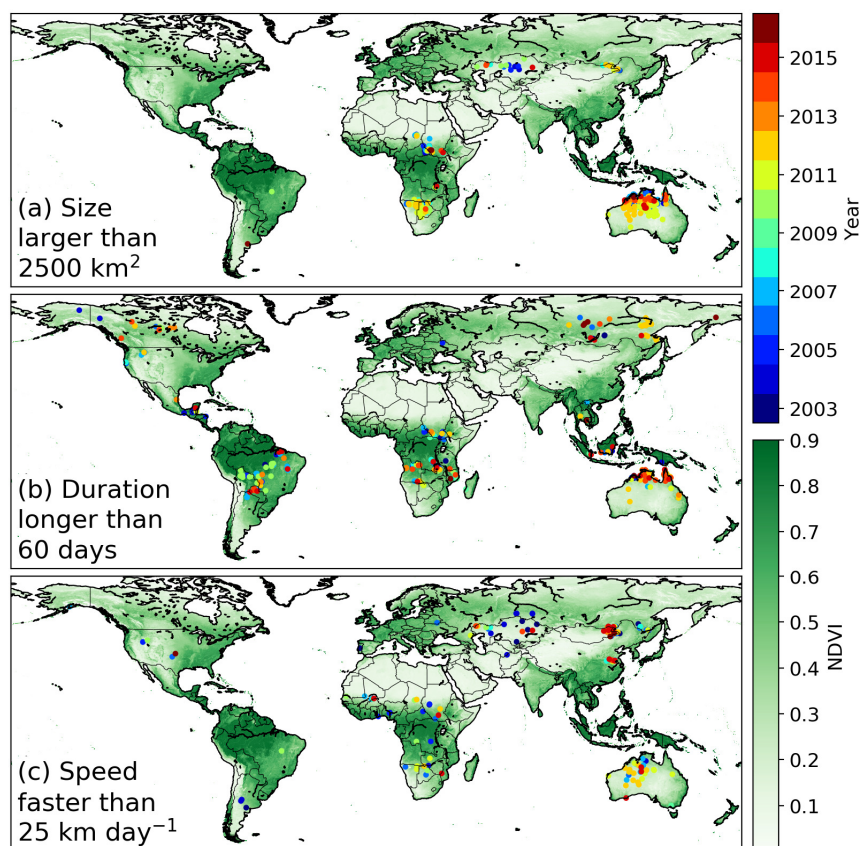 (a) Size
larger than
2500 km²
(b) Duration
longer than
60 days
(c) Speed
faster than
25 km day⁻¹
2015
2013
2011
2009
2007
2005
2003
Year
0.9
0.8
0.7
0.6
0.5
0.4
0.3
0.2
0.1
NDVI